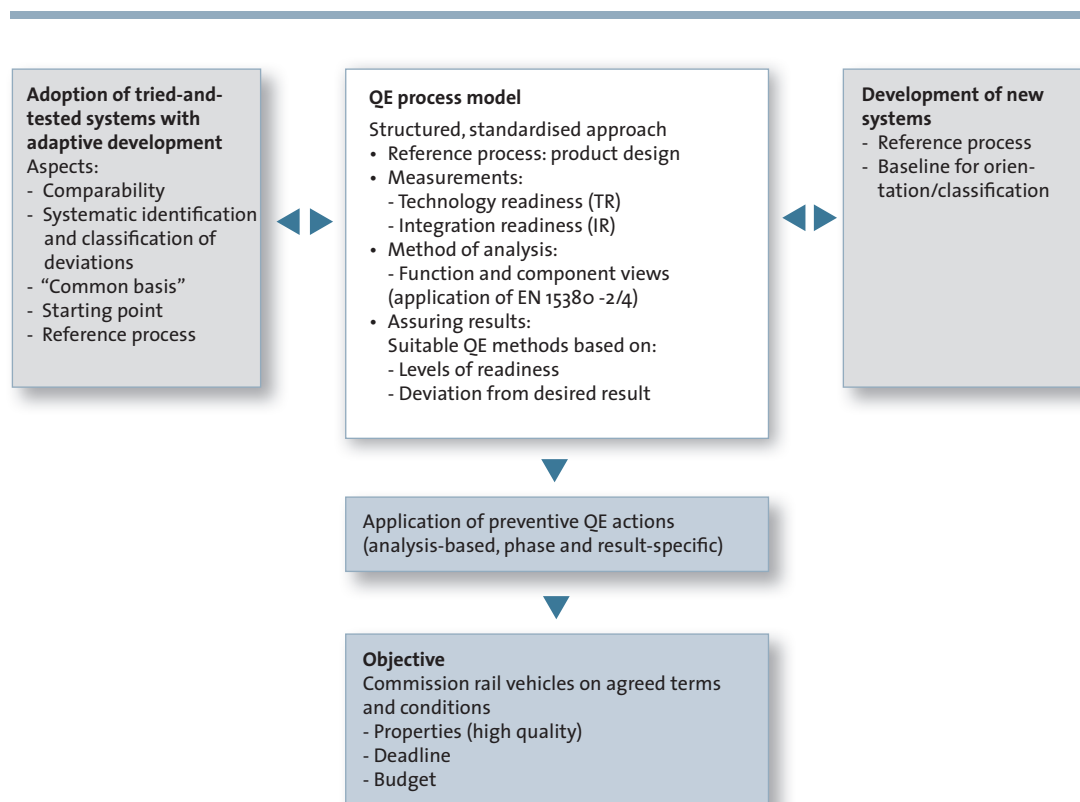 Adoption of tried-and-
tested systems with
adaptive development
Aspects:
- Comparability
- Systematic identification
and classification of
deviations
- “Common basis”
- Starting point
- Reference process
QE process model
Structured, standardised approach
• Reference process: product design
• Measurements:
- Technology readiness (TR)
- Integration readiness (IR)
• Method of analysis:
- Function and component views
(application of EN 15380 -2/4)
• Assuring results:
Suitable QE methods based on:
- Levels of readiness
- Deviation from desired result
Development of new
systems
- Reference process
- Baseline for orien-
tation/classification
Application of preventive QE actions
(analysis-based, phase and result-specific)
Objective
Commission rail vehicles on agreed terms
and conditions
- Properties (high quality)
- Deadline
- Budget